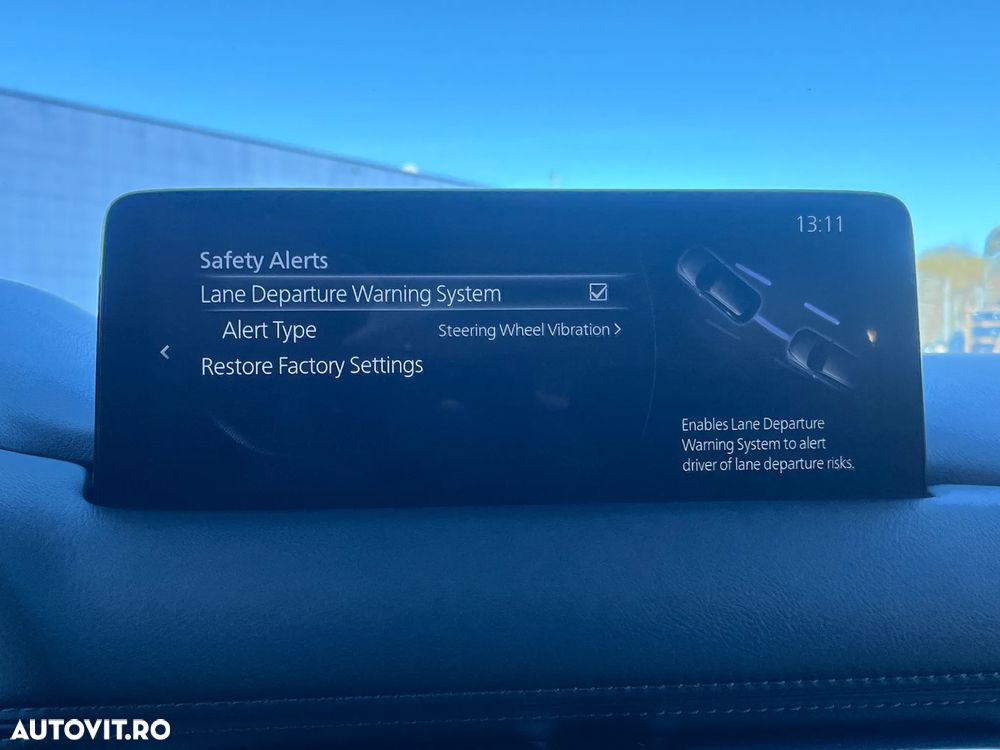 13:11
Safety Alerts
Lane Departure Warning System
Alert Type Steering Wheel Vibration >
Restore Factory Settings
Enables Lane Departure
Warning System to alert
driver of lane departure risks.
AUTOVIT.RO